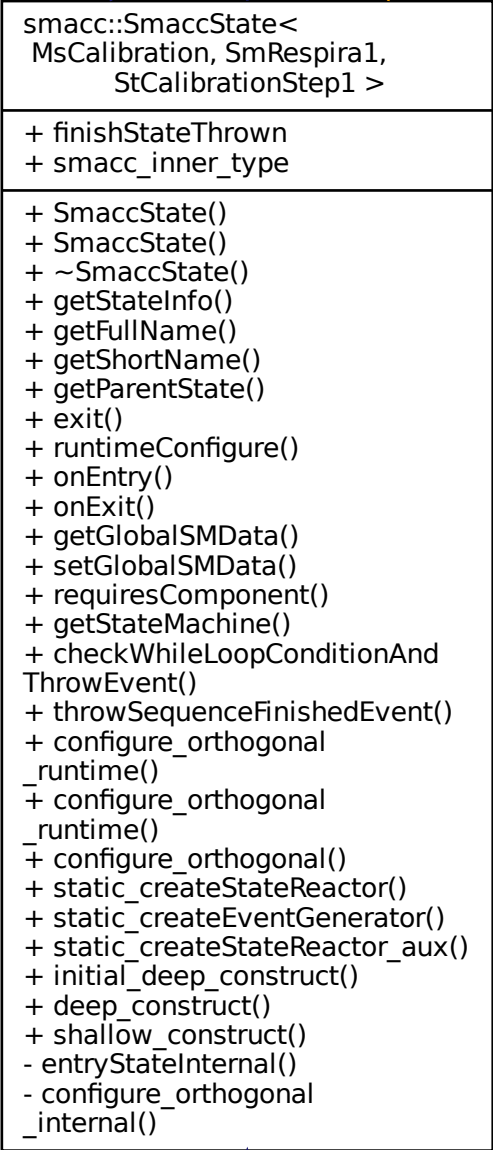 smacc::SmaccState<
MsCalibration, SmRespira1,
StCalibrationStep1 >
+ finishStateThrown
+ smacc_inner_type
+ SmaccState()
+ SmaccState()
+ ~SmaccState()
+ getStateInfo()
+ getFullName()
+ getShortName()
+ getParentState()
+ exit()
+ runtimeConfigure()
+ onEntry()
+ onExit()
+ getGlobalSMData()
+ setGlobalSMData()
+ requiresComponent()
+ getStateMachine()
+ checkWhileLoopConditionAnd
ThrowEvent()
+ throwSequenceFinishedEvent()
+ configure_orthogonal
_runtime()
+ configure_orthogonal
_runtime()
+ configure_orthogonal()
+ static_createStateReactor()
+ static_createEventGenerator()
+ static_createStateReactor_aux()
+ initial_deep_construct()
+ deep_construct()
+ shallow_construct()
- entryStateInternal()
- configure_orthogonal
_internal()